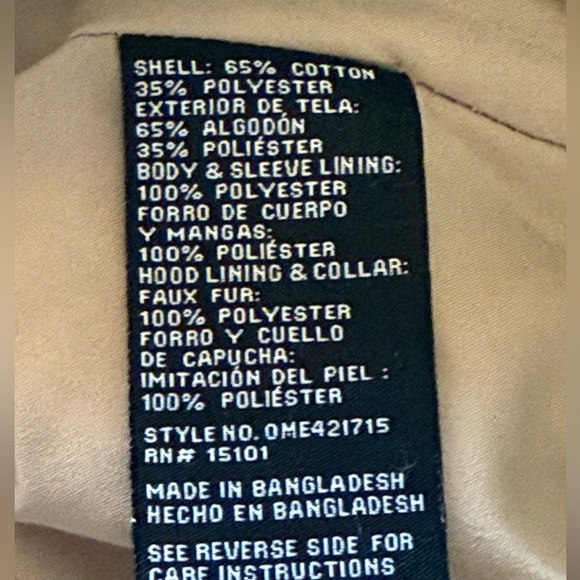 SHELL: 65% COTTON
35% POLYESTER
EXTERIOR DE TELA:
65% ALGODÓN
35% POLIÉSTER
BODY & SLEEVE LINING:
100% POLYESTER
FORRO DE CUERPO
Y MANGAS:
100% POLIÉSTER
HOOD LINING & COLLAR:
FAUX FUR:
100% POLYESTER
FORRO Y CUELLO
DE CAPUCHA:
IMITACIÓN DEL PIEL :
100% POLIÉSTER
STYLE NO. OME421715
RN# 15101
MADE IN BANGLADESH
HECHO EN BANGLADESH
SEE REVERSE SIDE FOR
CARE INSTRUCTIONS